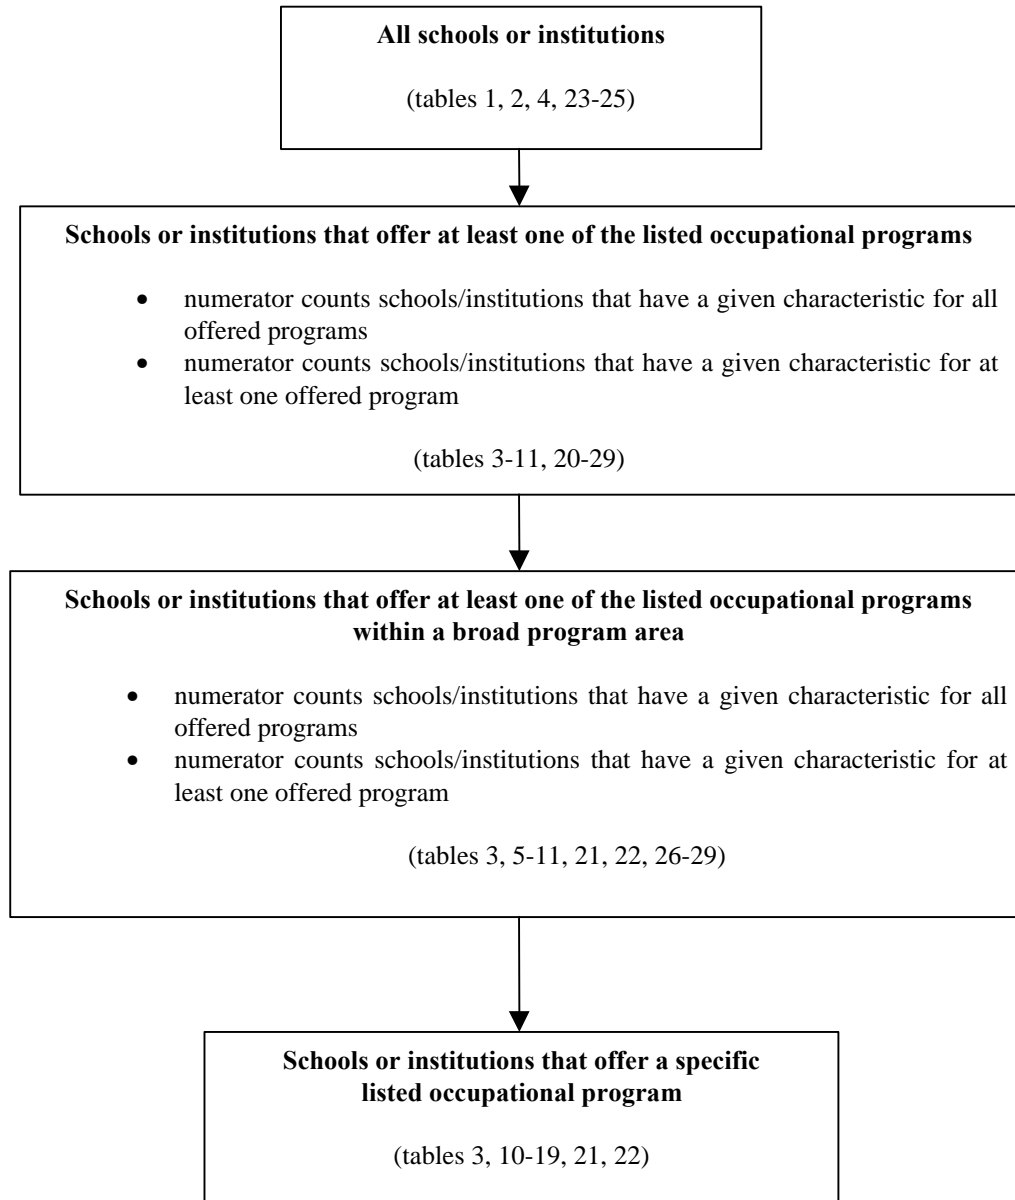 All schools or institutions
(tables 1, 2, 4, 23-25)
Schools or institutions that offer at least one of the listed occupational programs
• numerator counts schools/institutions that have a given characteristic for all
offered programs
• numerator counts schools/institutions that have a given characteristic for at
least one offered program
(tables 3-11, 20-29)
Schools or institutions that offer at least one of the listed occupational programs
within a broad program area
• numerator counts schools/institutions that have a given characteristic for all
offered programs
• numerator counts schools/institutions that have a given characteristic for at
least one offered program
(tables 3, 5-11, 21, 22, 26-29)
Schools or institutions that offer a specific
listed occupational program
(tables 3, 10-19, 21, 22)